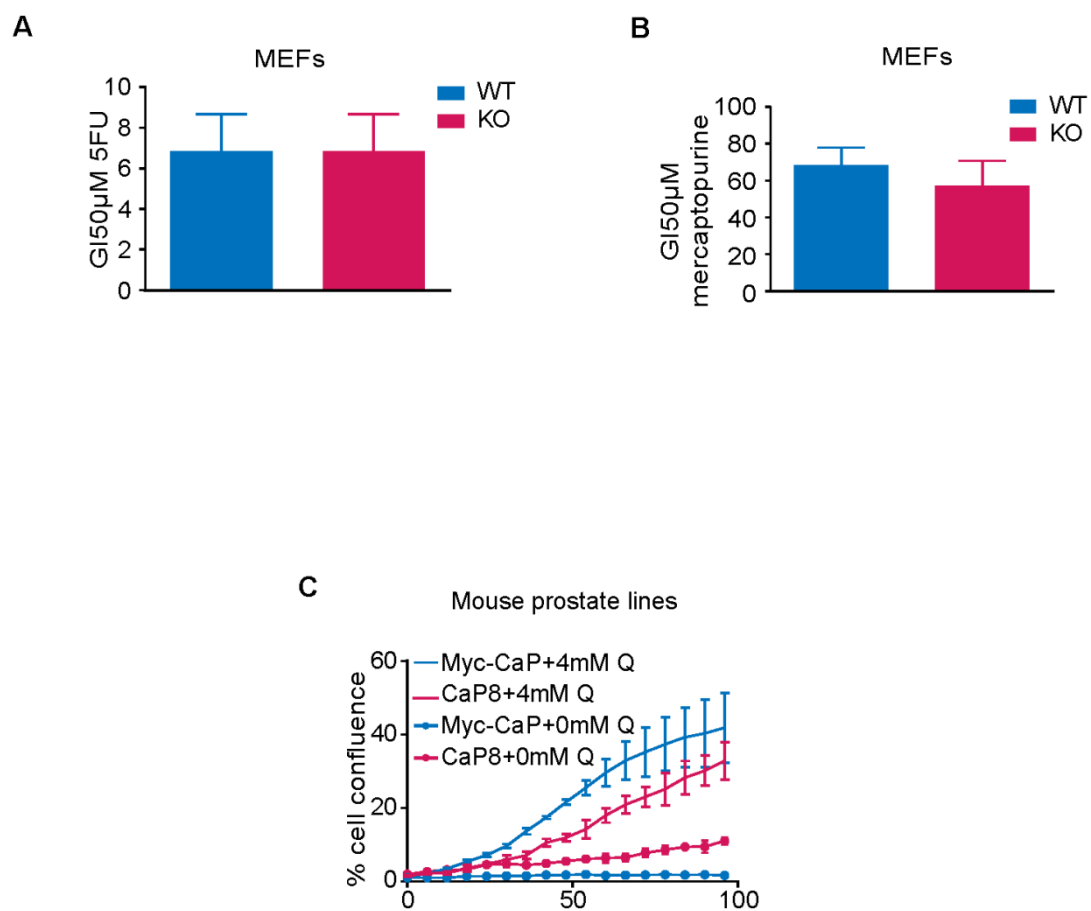 A
MEFs
GI50µM 5FU
10
8
6
4
2
0
WT
KO
B
MEFs
GI50µM
mercaptopurine
100
80
60
40
20
0
WT
KO
C
Mouse prostate lines
% cell confluence
60
40
20
0
Myc-CaP+4mM Q
CaP8+4mM Q
Myc-CaP+0mM Q
CaP8+0mM Q
0
50
100